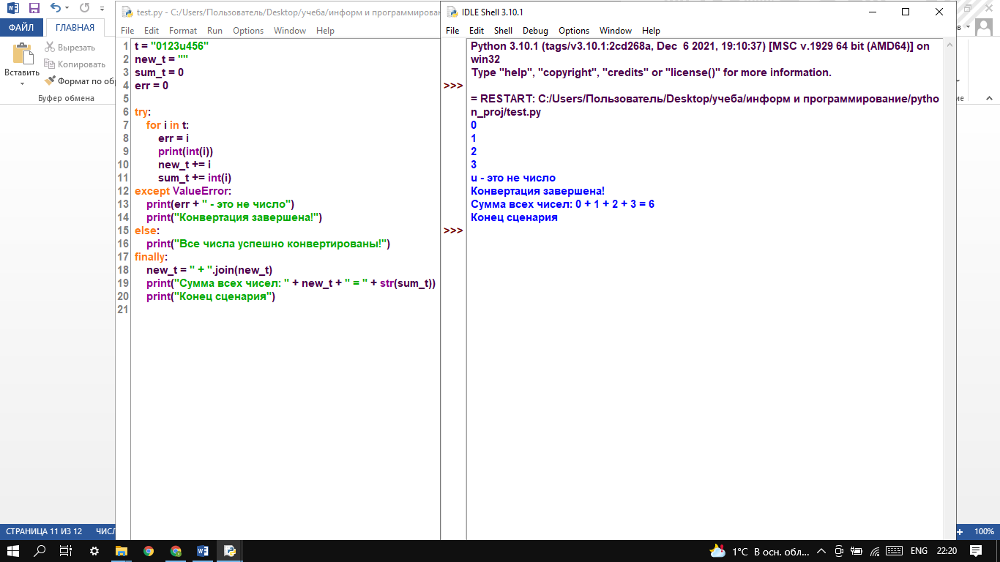 ФАЙЛ
ГЛАВНАЯ
Вставить
Вырезать
Копировать
Формат по об
Буфер обмена
test.py - C:/Users/Пользователь/Desktop/учеба/информ и программирован
File Edit Format Run Options Window Help
1 t = "0123u456"
2 new_t = ""
3 sum_t = 0
4 err = 0
5
6 try:
7     for i in t:
8         err = i
9         print(int(i))
10         new_t += i
11         sum_t += int(i)
12 except ValueError:
13     print(err + " - это не число")
14     print("Конвертация завершена!")
15 else:
16     print("Все числа успешно конвертированы!")
17 finally:
18     new_t = " + ".join(new_t)
19     print("Сумма всех чисел: " + new_t + " = " + str(sum_t))
20     print("Конец сценария")
21
IDLE Shell 3.10.1
File Edit Shell Debug Options Window Help
Python 3.10.1 (tags/v3.10.1:2cd268a, Dec  6 2021, 19:10:37) [MSC v.1929 64 bit (AMD64)] on
win32
Type "help", "copyright", "credits" or "license()" for more information.
>>>
= RESTART: C:/Users/Пользователь/Desktop/учеба/информ и программирование/pytho
n_proj/test.py
0
1
2
3
u - это не число
Конвертация завершена!
Сумма всех чисел: 0 + 1 + 2 + 3 = 6
Конец сценария
>>>
в
ие
СТРАНИЦА 11 ИЗ 12 ЧИСЛ
+ 100%
1°C В осн. обл... ENG 22:20